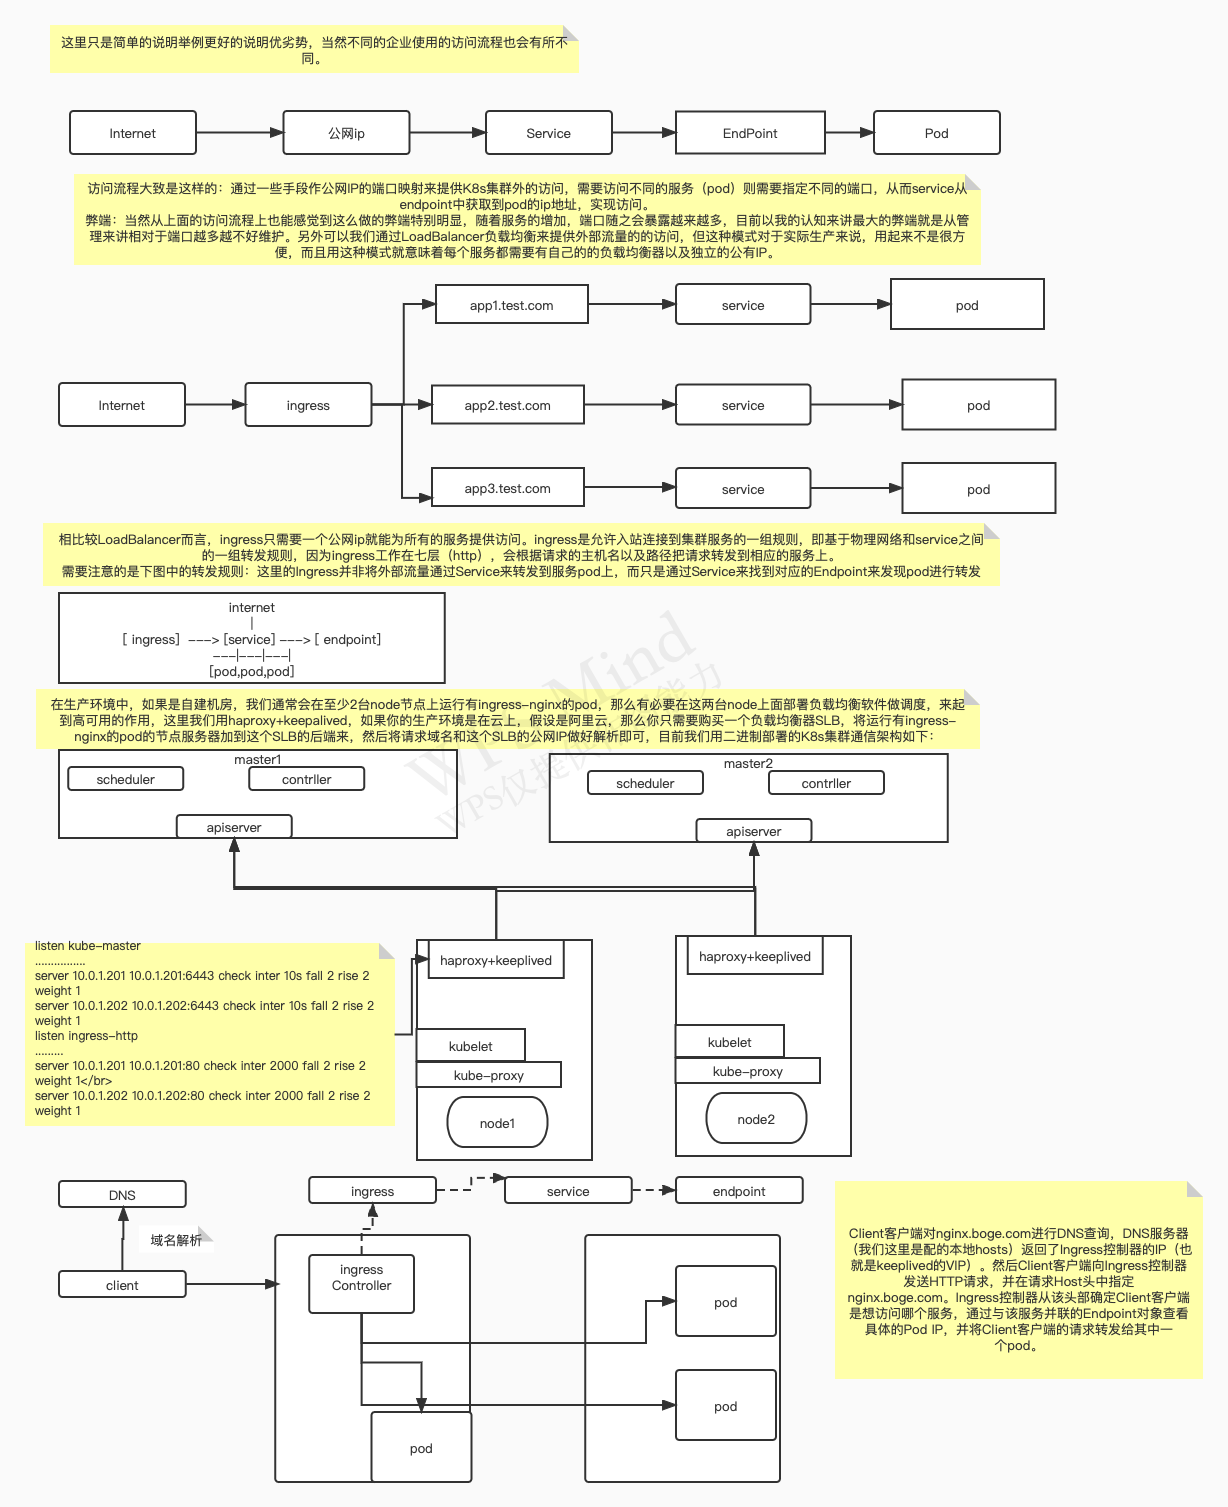 这里只是简单的说明举例更好的说明优劣势，当然不同的企业使用的访问流程也会有所不
同。
Internet
公网ip
Service
EndPoint
Pod
访问流程大致是这样的：通过一些手段作公网IP的端口映射来提供K8s集群外的访问，需要访问不同的服务（pod）则需要指定不同的端口，从而service从
endpoint中获取到pod的ip地址，实现访问。
弊端：当然从上面的访问流程上也能感觉到这么做的弊端特别明显，随着服务的增加，端口随之会暴露越来越多，目前以我的认知来讲最大的弊端就是从管
理来讲相对于端口越多越不好维护。另外可以我们通过LoadBalancer负载均衡来提供外部流量的的访问，但这种模式对于实际生产来说，用起来不是很方
便，而且用这种模式就意味着每个服务都需要有自己的的负载均衡器以及独立的公有IP。
app1.test.com
service
pod
Internet
ingress
app2.test.com
service
pod
app3.test.com
service
pod
相比较LoadBalancer而言，ingress只需要一个公网ip就能为所有的服务提供访问。ingress是允许入站连接到集群服务的一组规则，即基于物理网络和service之间
的一组转发规则，因为ingress工作在七层（http），会根据请求的主机名以及路径把请求转发到相应的服务上。
需要注意的是下图中的转发规则：这里的Ingress并非将外部流量通过Service来转发到服务pod上，而只是通过Service来找到对应的Endpoint来发现pod进行转发
internet
|
[ ingress] ---> [service] ---> [ endpoint]
---|---|---|
[pod,pod,pod]
在生产环境中，如果是自建机房，我们通常会在至少2台node节点上运行有ingress-nginx的pod，那么有必要在这两台node上面部署负载均衡软件做调度，来起
到高可用的作用，这里我们用haproxy+keepalived，如果你的生产环境是在云上，假设是阿里云，那么你只需要购买一个负载均衡器SLB，将运行有ingress-
nginx的pod的节点服务器加到这个SLB的后端来，然后将请求域名和这个SLB的公网IP做好解析即可，目前我们用二进制部署的K8s集群通信架构如下：
master1
scheduler
contrller
apiserver
master2
scheduler
contrller
apiserver
listen kube-master
................
server 10.0.1.201 10.0.1.201:6443 check inter 10s fall 2 rise 2
weight 1
server 10.0.1.202 10.0.1.202:6443 check inter 10s fall 2 rise 2
weight 1
listen ingress-http
.........
server 10.0.1.201 10.0.1.201:80 check inter 2000 fall 2 rise 2
weight 1</br>
server 10.0.1.202 10.0.1.202:80 check inter 2000 fall 2 rise 2
weight 1
haproxy+keeplived
kubelet
kube-proxy
node1
haproxy+keeplived
kubelet
kube-proxy
node2
DNS
域名解析
client
ingress
service
endpoint
ingress
Controller
pod
pod
pod
Client客户端对nginx.boge.com进行DNS查询，DNS服务器
（我们这里是配的本地hosts）返回了Ingress控制器的IP（也
就是keeplived的VIP）。然后Client客户端向Ingress控制器
发送HTTP请求，并在请求Host头中指定
nginx.boge.com。Ingress控制器从该头部确定Client客户端
是想访问哪个服务，通过与该服务并联的Endpoint对象查看
具体的Pod IP，并将Client客户端的请求转发给其中一
个pod。